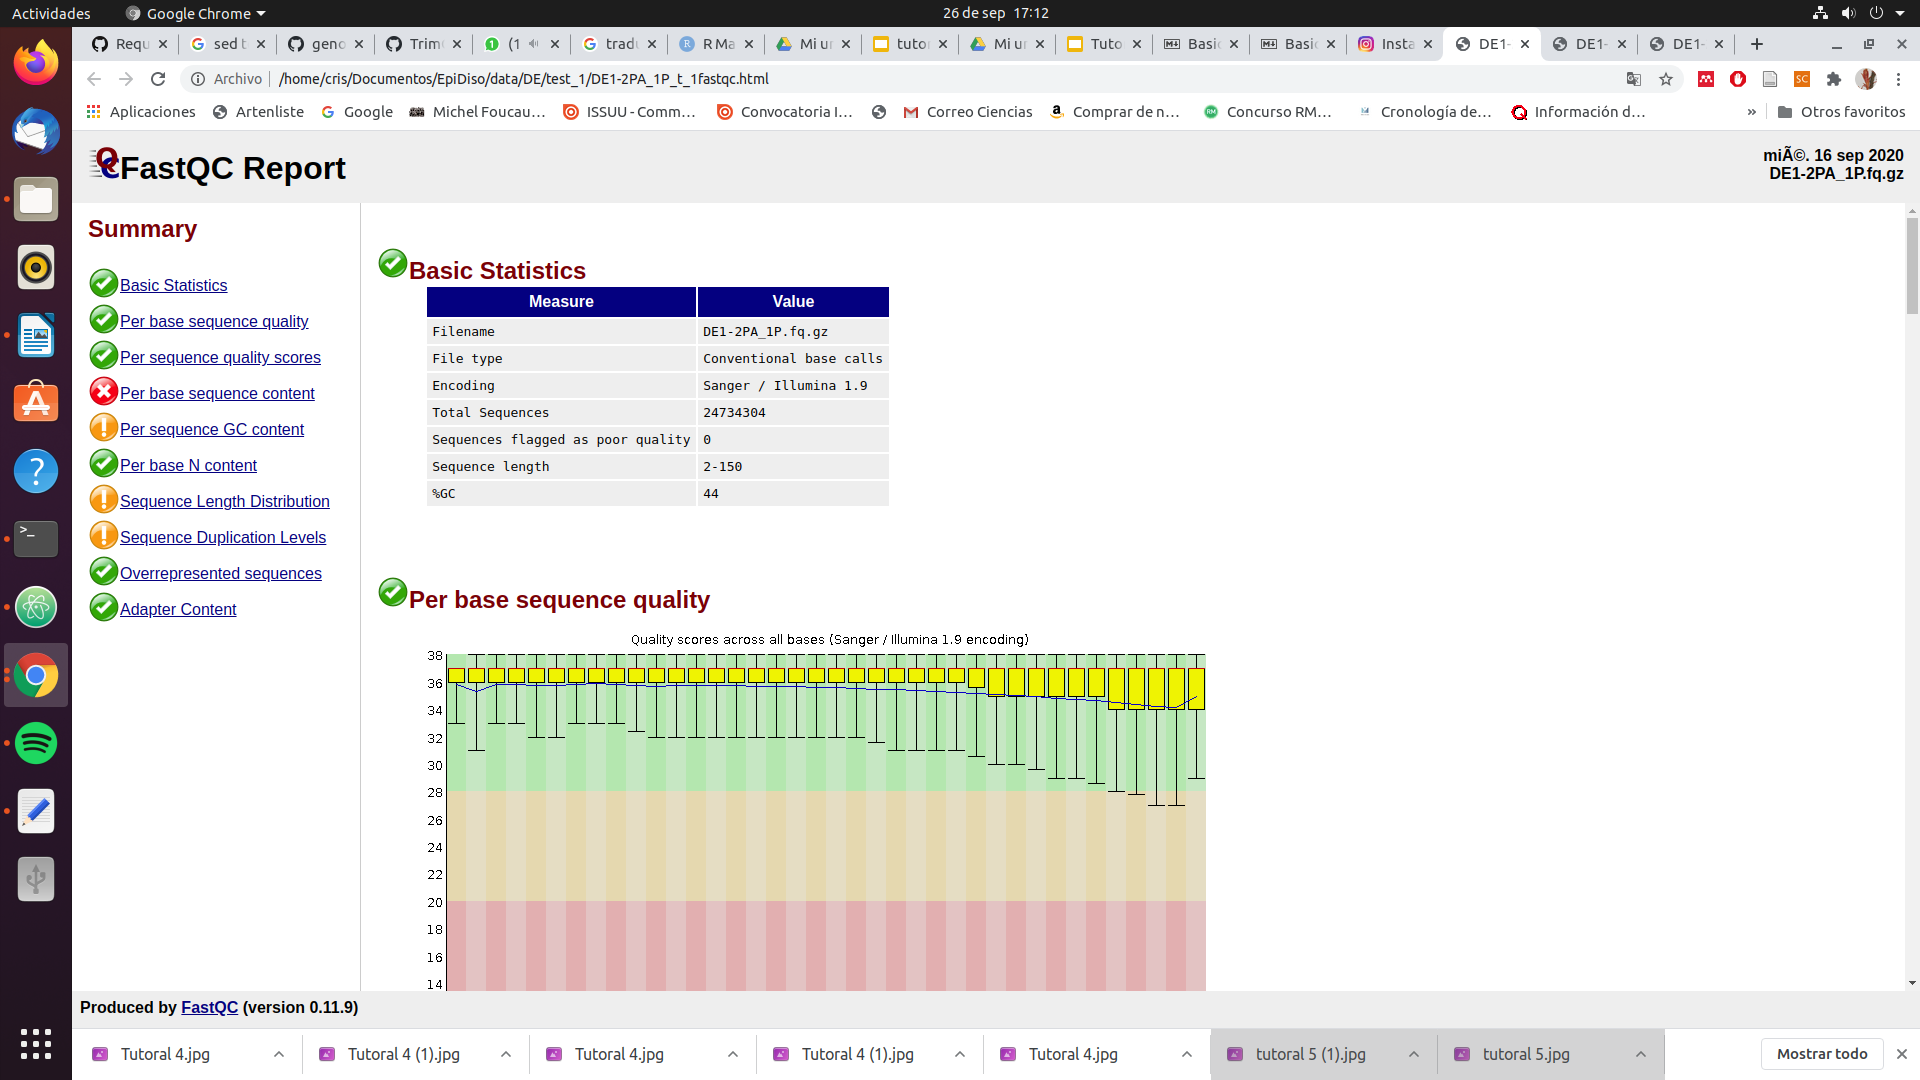 Actividades
Google Chrome
26 de sep 17:12
Requ
sed t
geno
Trim
(1
tradu
R Ma
Mi ur
tutor
Mi ur
Tuto
Basic
Basic
Insta
DE1-
DE1-
DE1-
Archivo
/home/cris/Documentos/EpiDiso/data/DE/test_1/DE1-2PA_1P_t_1fastqc.html
Aplicaciones
Artenliste
Google
Michel Foucau...
ISSUU - Comm...
Convocatoria I...
Correo Ciencias
Comprar de n...
Concurso RM...
Cronología de...
Información d...
»
Otros favoritos
FastQC Report
miÃ©. 16 sep 2020
DE1-2PA_1P.fq.gz
Summary
Basic Statistics
Per base sequence quality
Per sequence quality scores
Per base sequence content
Per sequence GC content
Per base N content
Sequence Length Distribution
Sequence Duplication Levels
Overrepresented sequences
Adapter Content
Basic Statistics
Measure Value
Filename DE1-2PA_1P.fq.gz
File type Conventional base calls
Encoding Sanger / Illumina 1.9
Total Sequences 24734304
Sequences flagged as poor quality 0
Sequence length 2-150
%GC 44
Per base sequence quality
Quality scores across all bases (Sanger / Illumina 1.9 encoding)
38
36
34
32
30
28
26
24
22
20
18
16
14
Produced by FastQC (version 0.11.9)
Tutoral 4.jpg
Tutoral 4 (1).jpg
Tutoral 4.jpg
Tutoral 4 (1).jpg
Tutoral 4.jpg
tutoral 5 (1).jpg
tutoral 5.jpg
Mostrar todo